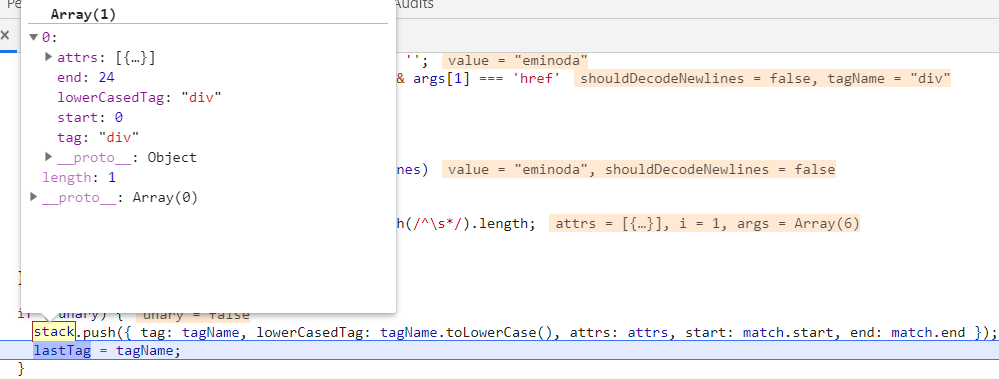 Pe
Audits
Array(1)
×
0:
attrs: [{…}]
''; value = "eminoda"
end: 24
& args[1] === 'href' shouldDecodeNewlines = false, tagName = "div"
lowerCasedTag: "div"
start: 0
tag: "div"
__proto__: Object
nes) value = "eminoda", shouldDecodeNewlines = false
length: 1
__proto__: Array(0)
h(/^\s*/).length; attrs = [{…}], i = 1, args = Array(6)
}
unary) { unary = false
stack.push({ tag: tagName, lowerCasedTag: tagName.toLowerCase(), attrs: attrs, start: match.start, end: match.end });
lastTag = tagName;
}